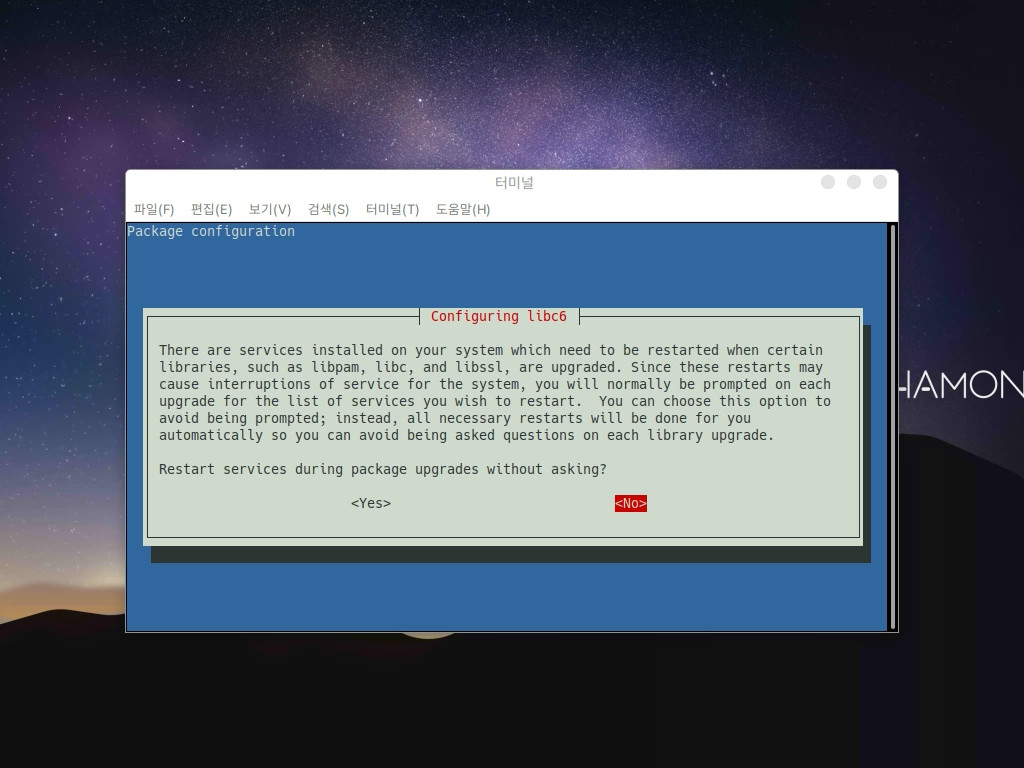 터미널
파일(F) 편집(E) 보기(V) 검색(S) 터미널(T) 도움말(H)
Package configuration
Configuring libc6
There are services installed on your system which need to be restarted when certain
libraries, such as libpam, libc, and libssl, are upgraded. Since these restarts may
cause interruptions of service for the system, you will normally be prompted on each
upgrade for the list of services you wish to restart.  You can choose this option to
avoid being prompted; instead, all necessary restarts will be done for you
automatically so you can avoid being asked questions on each library upgrade.
Restart services during package upgrades without asking?
<Yes> <No>
HAMON